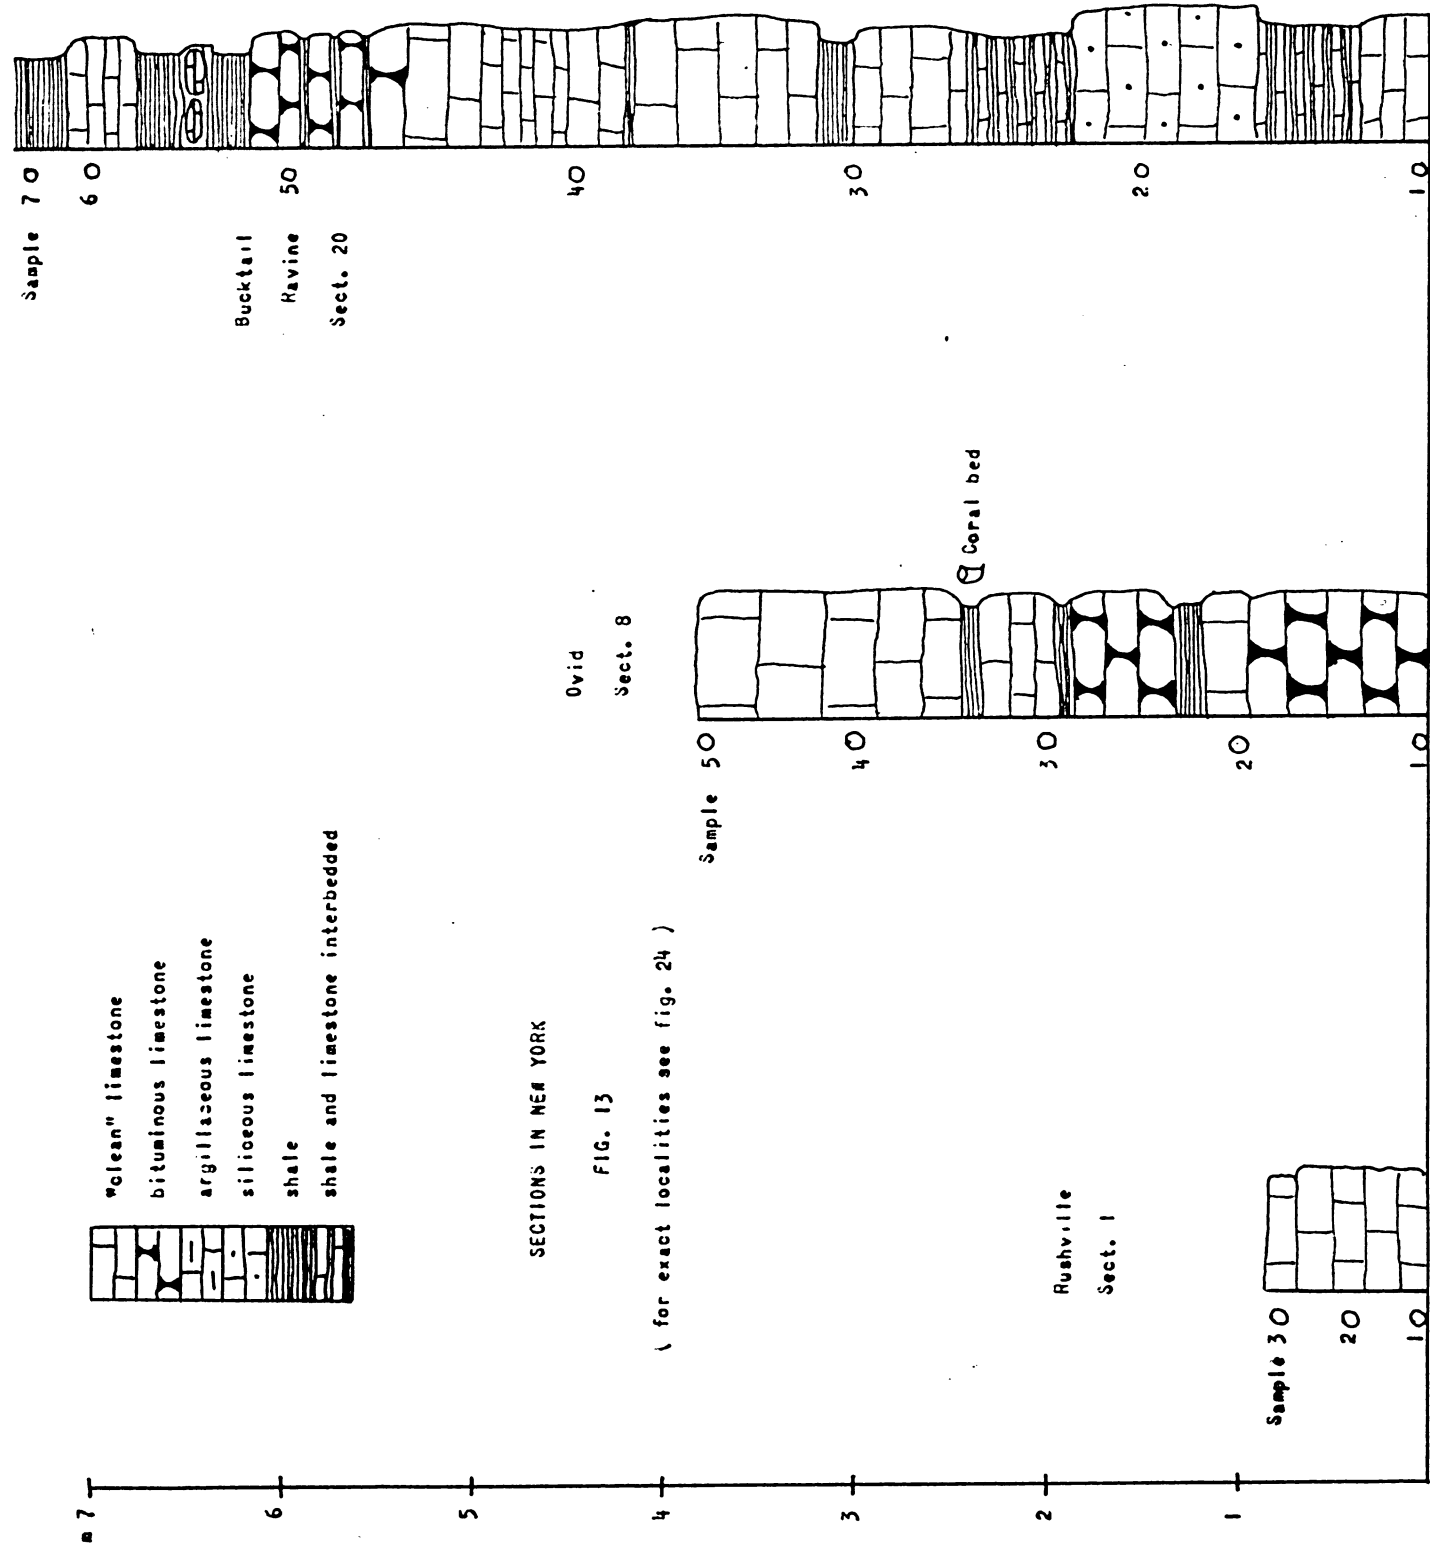 "clean" limestone
bituminous limestone
argillaceous limestone
siliceous limestone
shale
shale and limestone interbedded
SECTIONS IN NEW YORK
FIG. 13
( for exact localities see fig. 24 )
m 7
6
5
4
3
2
1
Rushville
Sect. 1
Sample 30
20
10
Ovid
Sect. 8
Coral bed
Sample 50
40
30
20
10
Bucktail
Ravine
Sect. 20
Sample 70
60
50
40
30
20
10